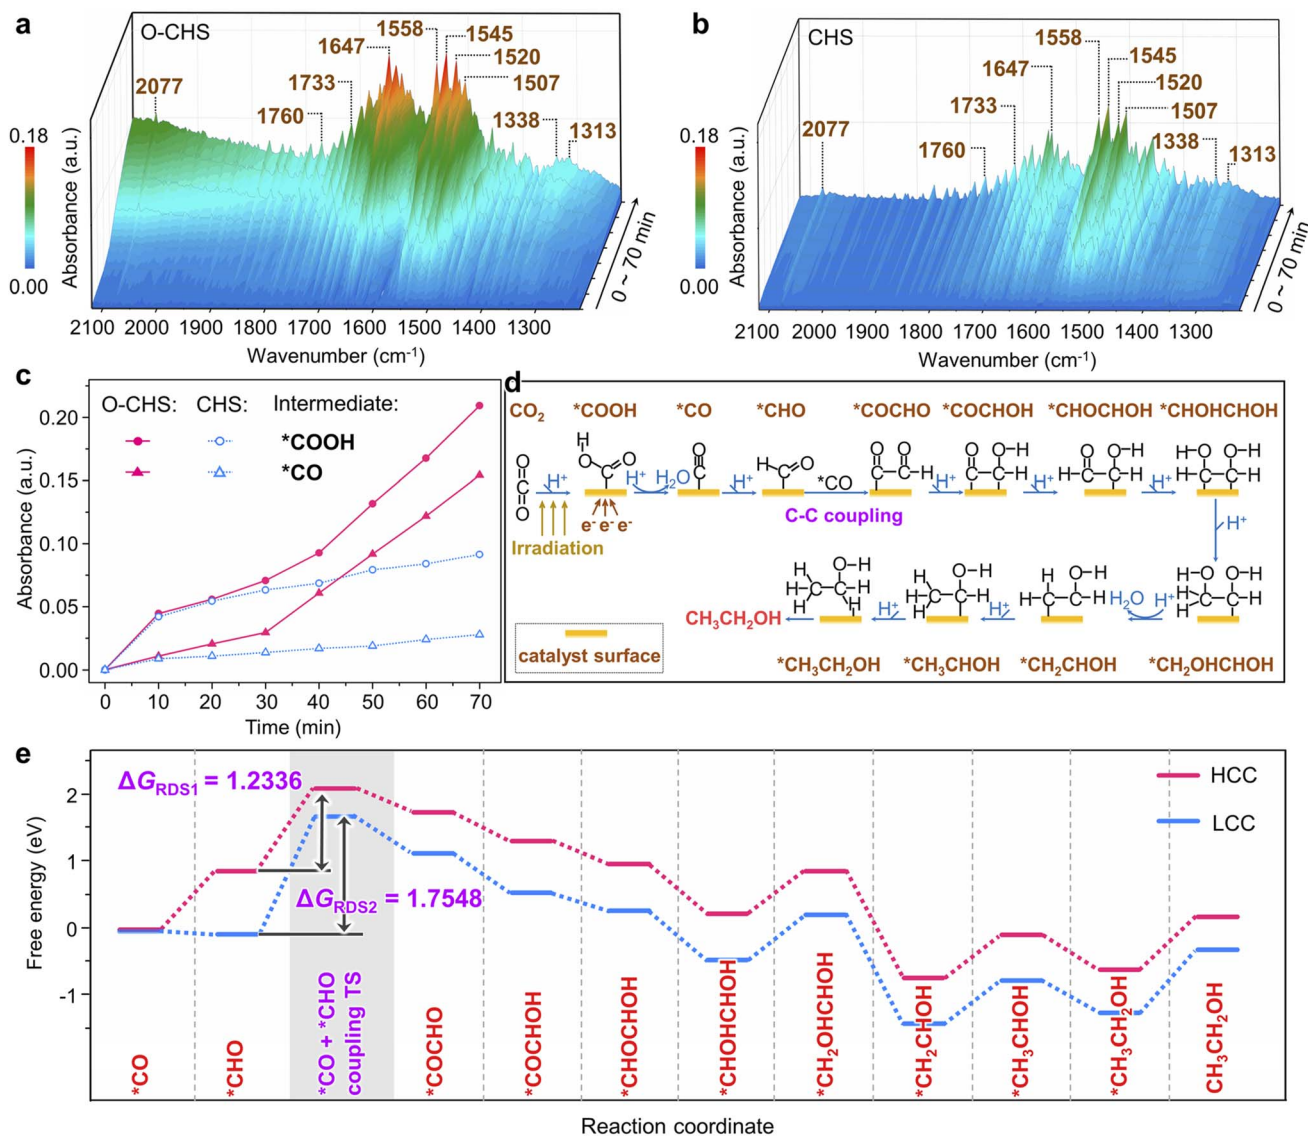 a
O-CHS
1558
1545
1647
1520
1733
1507
2077
1760
1338
1313
0.18
0.00
Absorbance (a.u.)
0 ~ 70 min
2100 2000 1900 1800 1700 1600 1500 1400 1300
Wavenumber (cm⁻¹)
b
CHS
1558
1545
1647
1520
1733
1507
2077
1760
1338
1313
0.18
0.00
Absorbance (a.u.)
0 ~ 70 min
2100 2000 1900 1800 1700 1600 1500 1400 1300
Wavenumber (cm⁻¹)
c
O-CHS: CHS: Intermediate:
*COOH
*CO
0.20
0.15
0.10
0.05
0.00
Absorbance (a.u.)
0 10 20 30 40 50 60 70
Time (min)
d
CO₂ *COOH *CO *CHO *COCHO *COCHOH *CHOCHOH *CHOHCHOH
O C O
H⁺
H O C O
H⁺ H₂O
O C
H⁺
H C O
*CO
O O C C H
H⁺
O O H C C H
H⁺
H O O H C C H
H⁺
H O O H C C H H
e⁻ e⁻ e⁻
Irradiation
C-C coupling
H⁺
H O O H H C C H H
H⁺ H₂O
O H H C C H
H⁺
H O H H C C H H
H⁺
H O H H C C H H H
CH₃CH₂OH
catalyst surface
*CH₃CH₂OH *CH₃CHOH *CH₂CHOH *CH₂OHCHOH
e
ΔG_RDS1 = 1.2336
ΔG_RDS2 = 1.7548
HCC
LCC
2
1
0
-1
Free energy (eV)
*CO
*CHO
*CO + *CHO
coupling TS
*COCHO
*COCHOH
*CHOCHOH
*CHOHCHOH
*CH₂OHCHOH
*CH₂CHOH
*CH₃CHOH
*CH₃CH₂OH
CH₃CH₂OH
Reaction coordinate